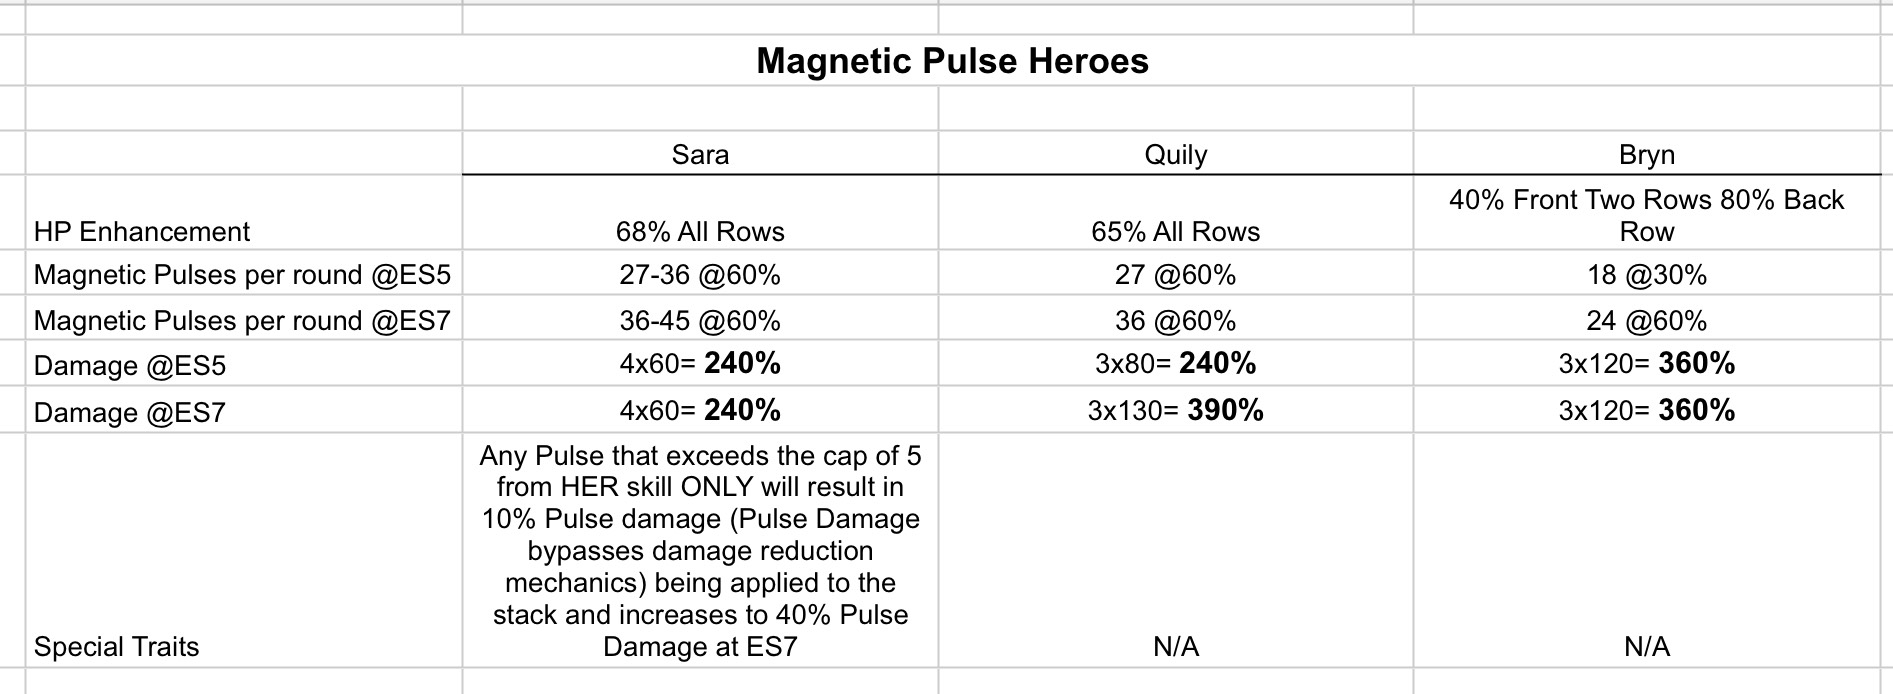 Magnetic Pulse Heroes
Sara Quily Bryn
HP Enhancement 68% All Rows 65% All Rows 40% Front Two Rows 80% Back
Row
Magnetic Pulses per round @ES5 27-36 @60% 27 @60% 18 @30%
Magnetic Pulses per round @ES7 36-45 @60% 36 @60% 24 @60%
Damage @ES5 4x60= 240% 3x80= 240% 3x120= 360%
Damage @ES7 4x60= 240% 3x130= 390% 3x120= 360%
Any Pulse that exceeds the cap of 5
from HER skill ONLY will result in
10% Pulse damage (Pulse Damage
bypasses damage reduction
mechanics) being applied to the
stack and increases to 40% Pulse
Special Traits Damage at ES7 N/A N/A